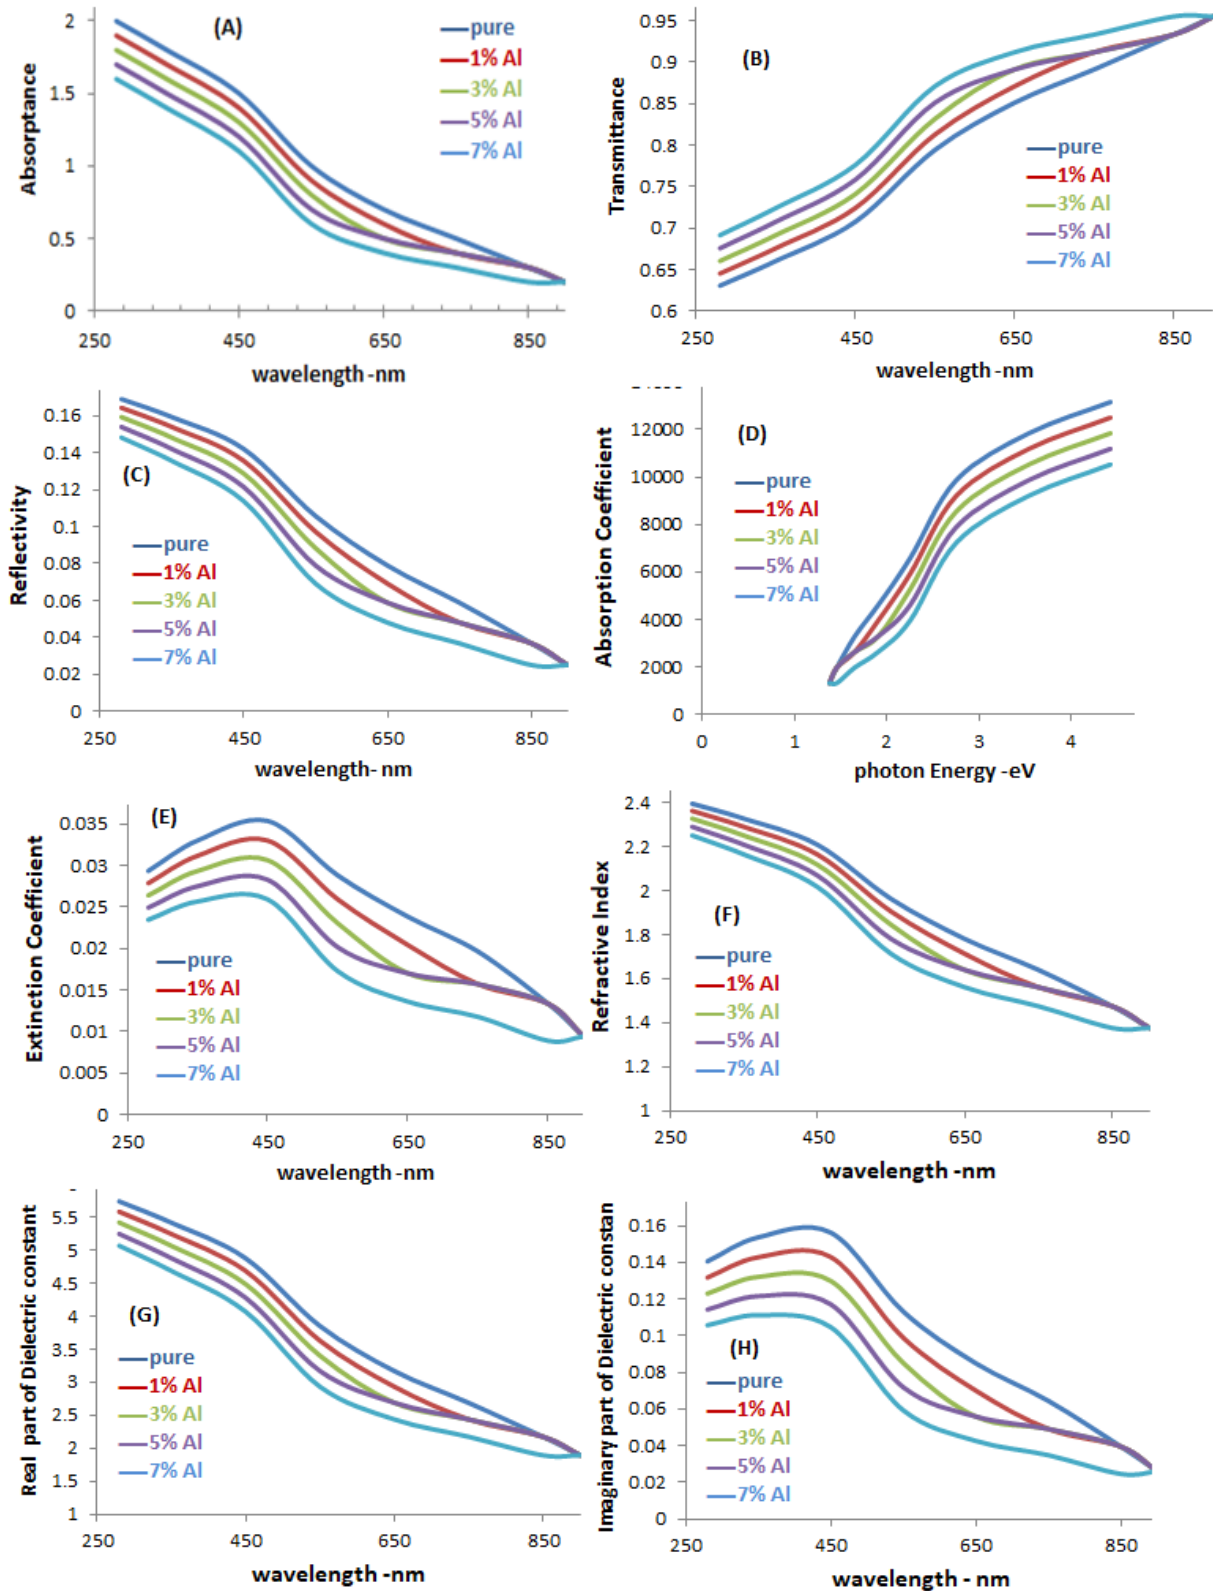 (A)
2
1.5
1
0.5
0
Absorptance
pure
1% Al
3% Al
5% Al
7% Al
250 450 650 850
wavelength -nm
(B)
0.95
0.9
0.85
0.8
0.75
0.7
0.65
0.6
Transmittance
pure
1% Al
3% Al
5% Al
7% Al
250 450 650 850
wavelength -nm
(C)
0.16
0.14
0.12
0.1
0.08
0.06
0.04
0.02
0
Reflectivity
pure
1% Al
3% Al
5% Al
7% Al
250 450 650 850
wavelength- nm
(D)
12000
10000
8000
6000
4000
2000
0
Absorption Coefficient
pure
1% Al
3% Al
5% Al
7% Al
0 1 2 3 4
photon Energy -eV
(E)
0.035
0.03
0.025
0.02
0.015
0.01
0.005
0
Extinction Coefficient
pure
1% Al
3% Al
5% Al
7% Al
250 450 650 850
wavelength -nm
(F)
2.4
2.2
2
1.8
1.6
1.4
1.2
1
Refractive Index
pure
1% Al
3% Al
5% Al
7% Al
250 450 650 850
wavelength -nm
(G)
5.5
5
4.5
4
3.5
3
2.5
2
1.5
1
Real part of Dielectric constant
pure
1% Al
3% Al
5% Al
7% Al
250 450 650 850
wavelength -nm
(H)
0.16
0.14
0.12
0.1
0.08
0.06
0.04
0.02
0
Imaginary part of Dielectric constan
pure
1% Al
3% Al
5% Al
7% Al
250 450 650 850
wavelength - nm